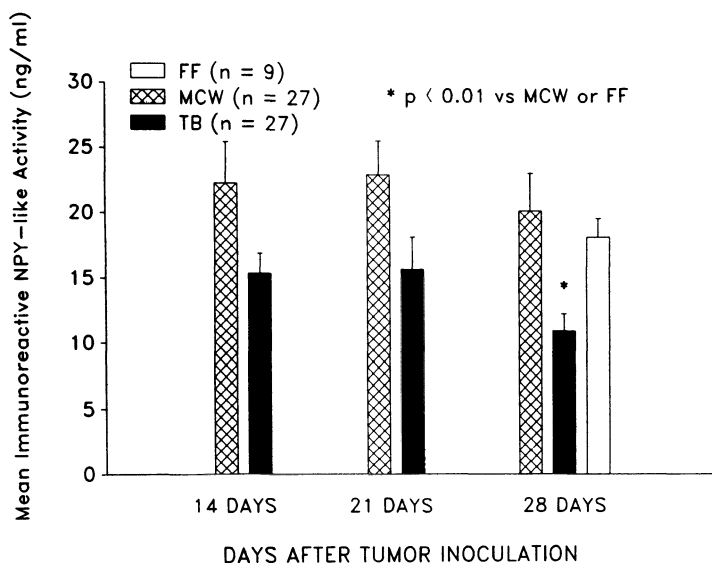 Mean Immunoreactive NPY-like Activity (ng/ml)
30
25
20
15
10
5
0
FF (n = 9)
MCW (n = 27)
TB (n = 27)
* p < 0.01 vs MCW or FF
*
14 DAYS
21 DAYS
28 DAYS
DAYS AFTER TUMOR INOCULATION